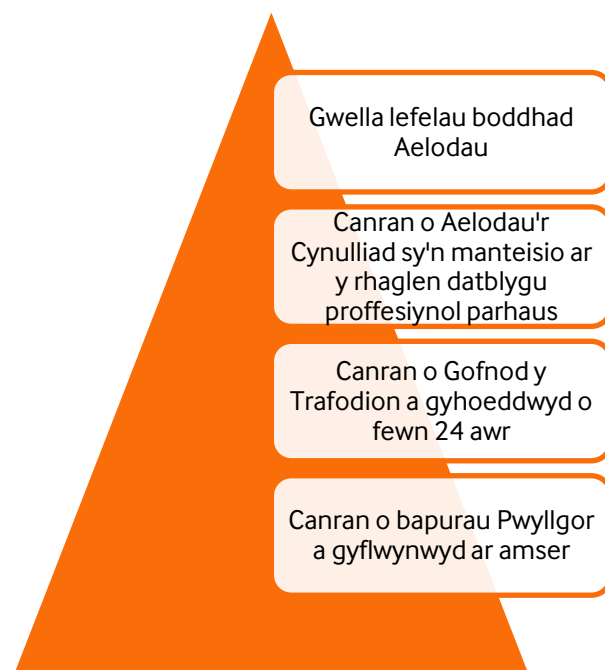 Gwella lefelau boddhad
Aelodau
Canran o Aelodau'r
Cynulliad sy'n manteisio ar
y rhaglen datblygu
proffesiynol parhaus
Canran o Gofnod y
Trafodion a gyhoeddwyd o
fewn 24 awr
Canran o bapurau Pwyllgor
a gyflwynwyd ar amser